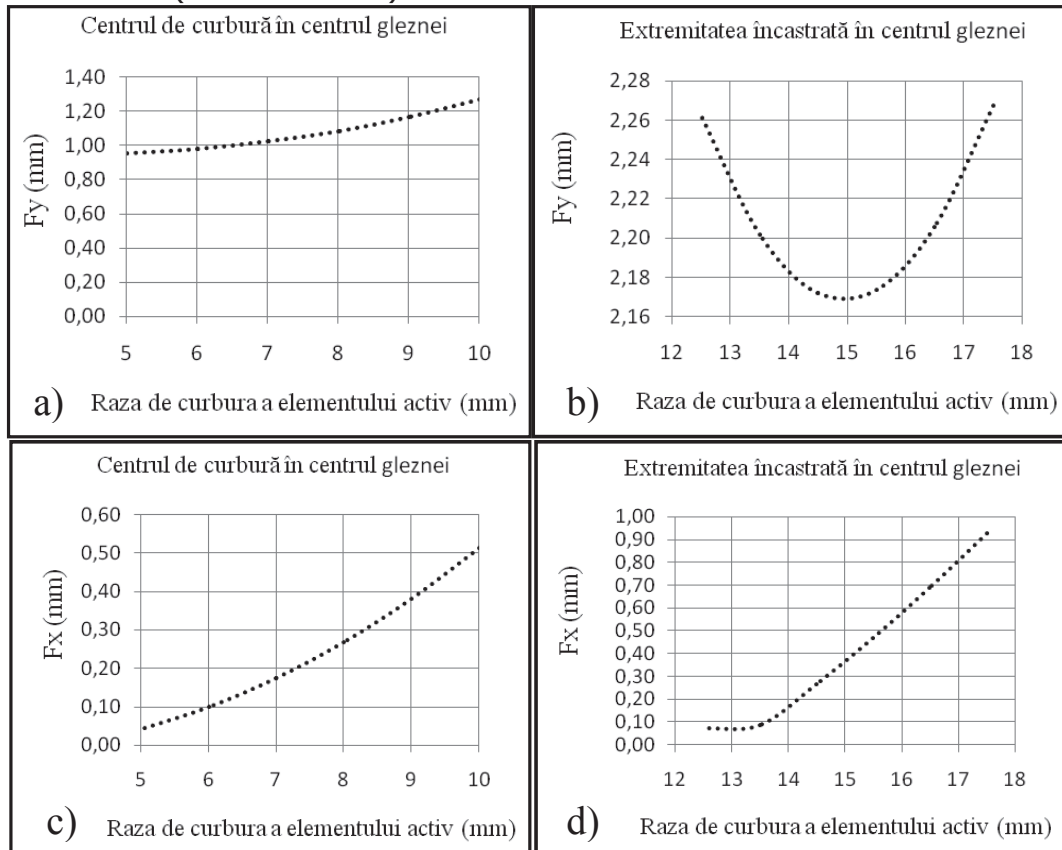 Centrul de curbură în centrul gleznei
Fy (mm)
1,40
1,20
1,00
0,80
0,60
0,40
0,20
0,00
5 6 7 8 9 10
a) Raza de curbura a elementului activ (mm)
Extremitatea încastrată în centrul gleznei
Fy (mm)
2,28
2,26
2,24
2,22
2,20
2,18
2,16
12 13 14 15 16 17 18
b) Raza de curbura a elementului activ (mm)
Centrul de curbură în centrul gleznei
Fx (mm)
0,60
0,50
0,40
0,30
0,20
0,10
0,00
5 6 7 8 9 10
c) Raza de curbura a elementului activ (mm)
Extremitatea încastrată în centrul gleznei
Fx (mm)
1,00
0,90
0,80
0,70
0,60
0,50
0,40
0,30
0,20
0,10
0,00
12 13 14 15 16 17 18
d) Raza de curbura a elementului activ (mm)